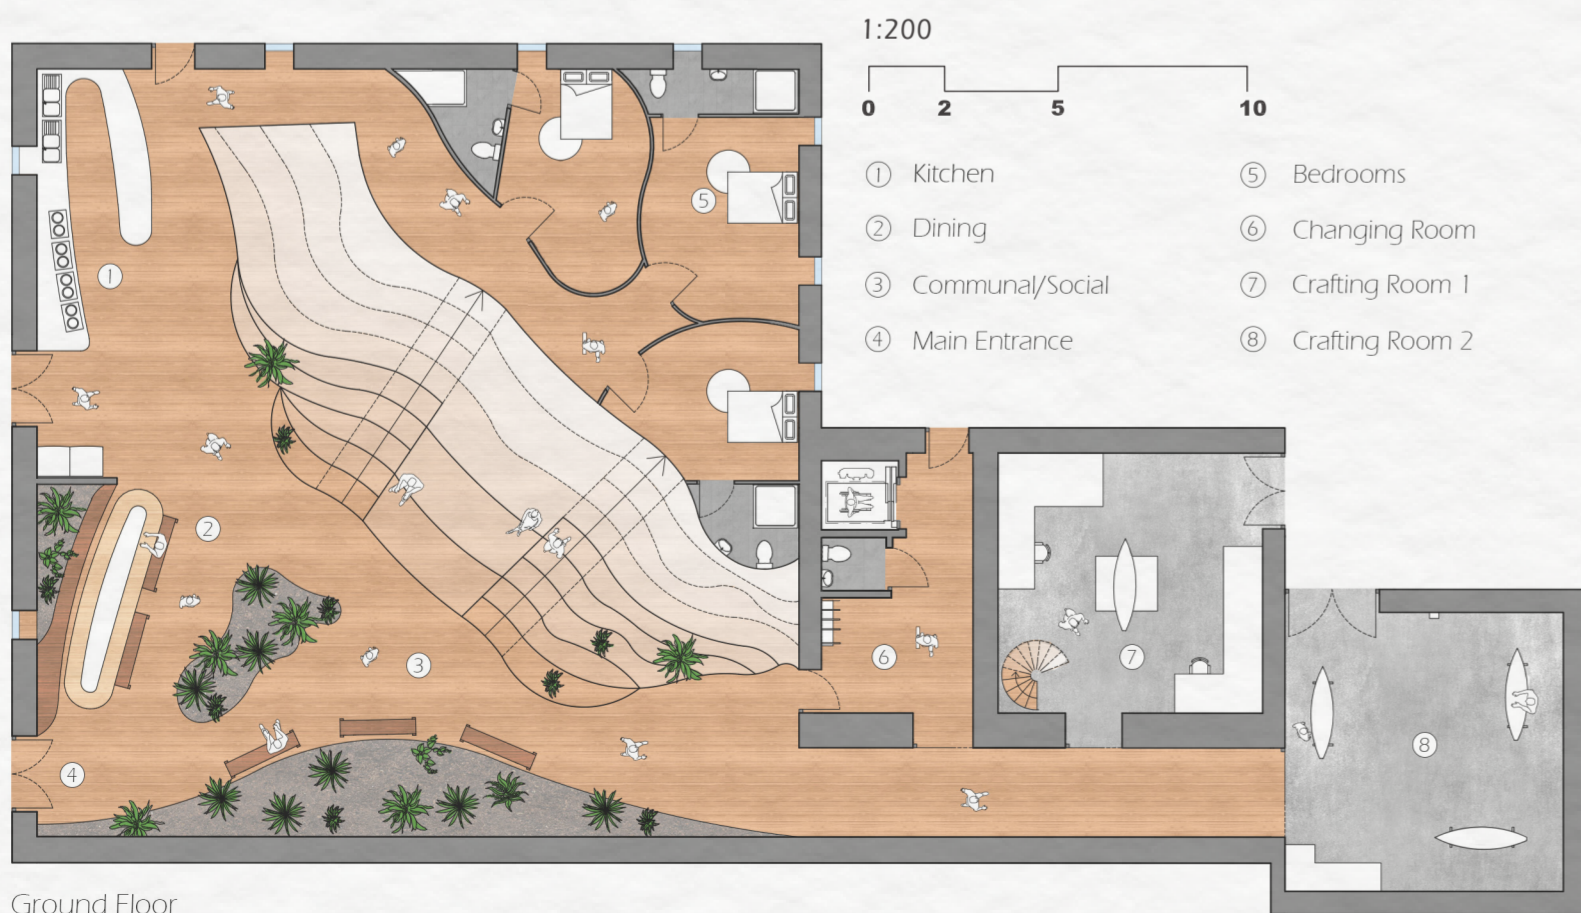 1:200
0 2 5 10
① Kitchen
② Dining
③ Communal/Social
④ Main Entrance
⑤ Bedrooms
⑥ Changing Room
⑦ Crafting Room 1
⑧ Crafting Room 2
①
⑤
②
③
④
⑥
⑦
⑧
Ground Floor